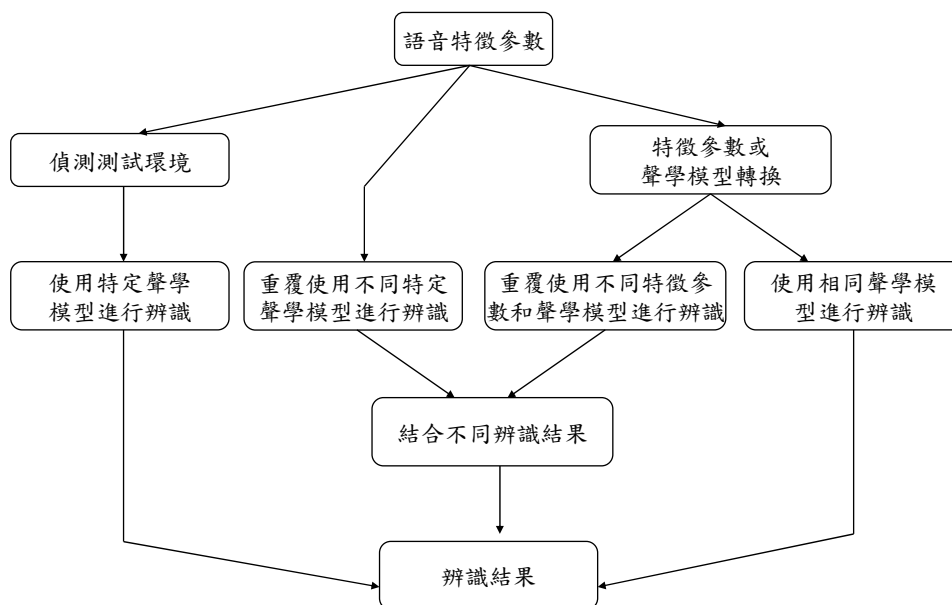 語音特徵參數
偵測測試環境
特徵參數或
聲學模型轉換
使用特定聲學
模型進行辨識
重覆使用不同特定
聲學模型進行辨識
重覆使用不同特徵參
數和聲學模型進行辨識
使用相同聲學模
型進行辨識
結合不同辨識結果
辨識結果